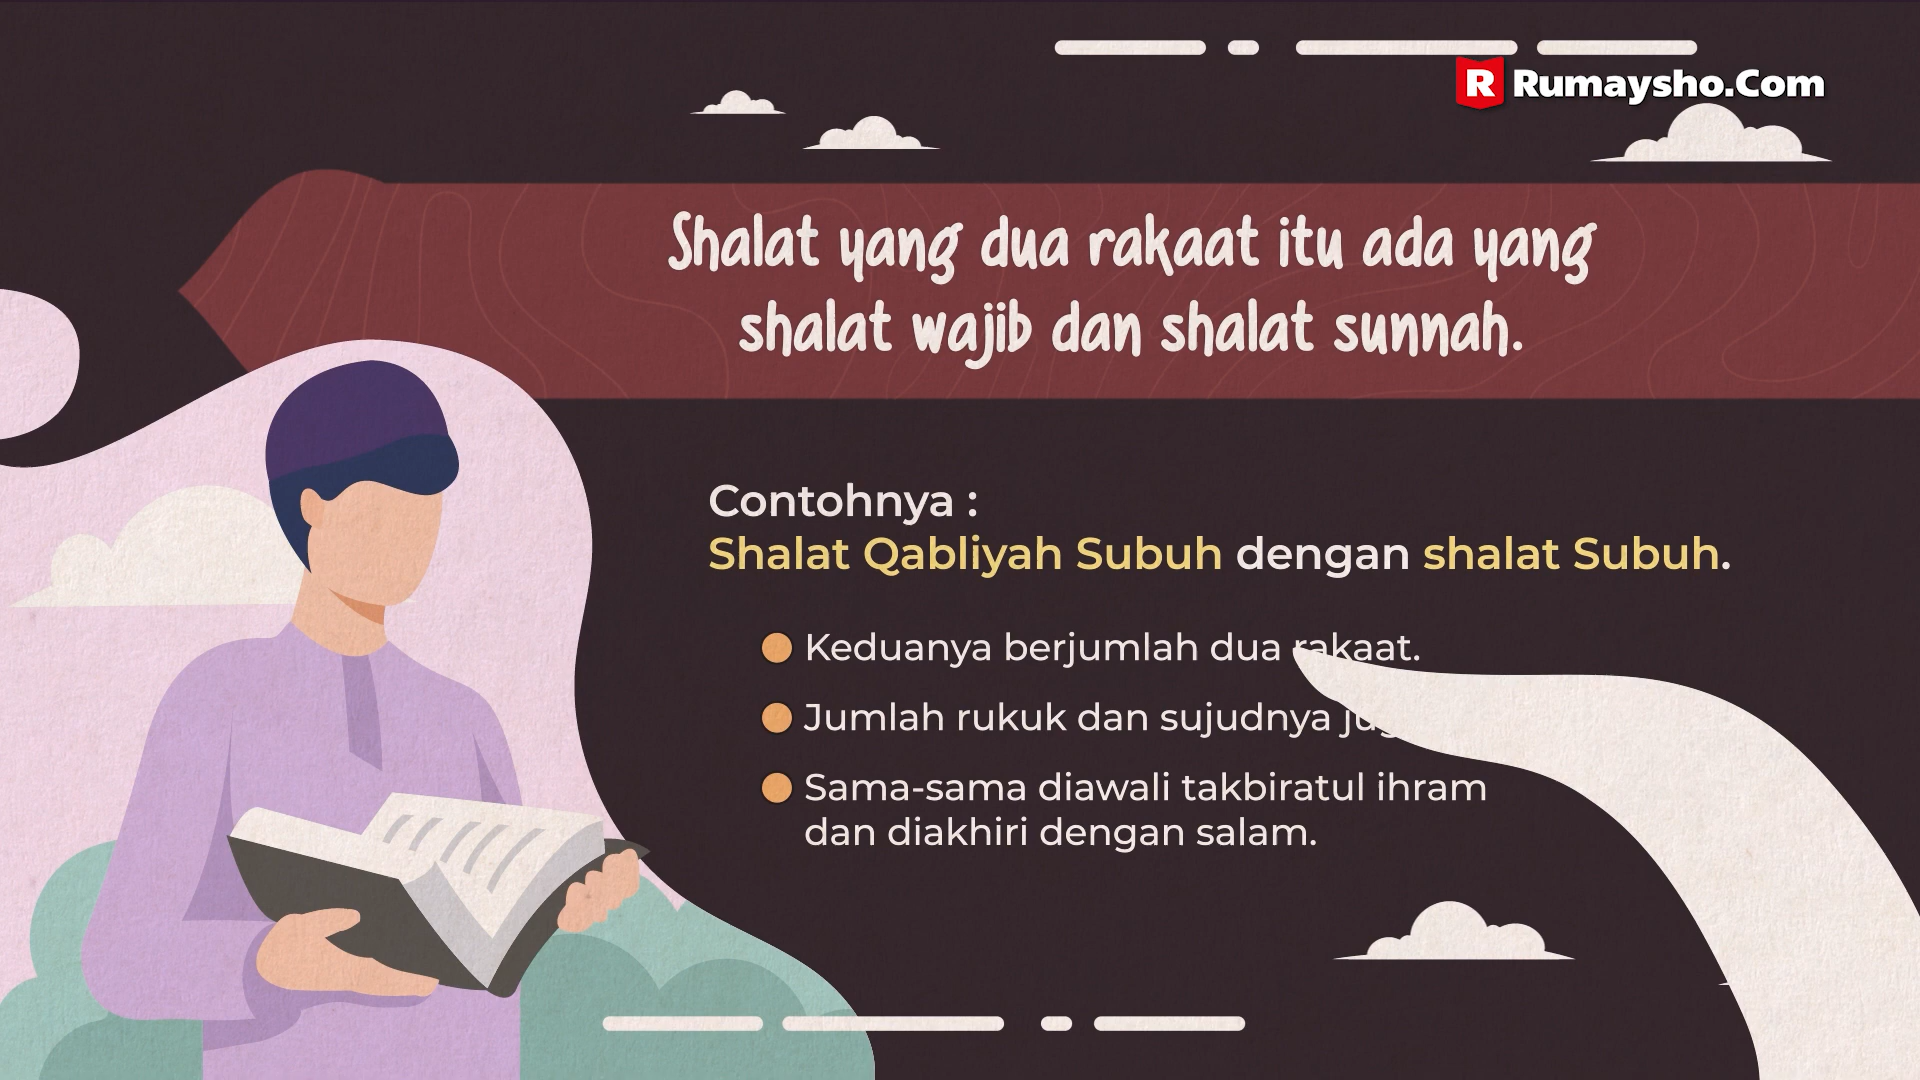 R Rumaysho.Com
Shalat yang dua rakaat itu ada yang
shalat wajib dan shalat sunnah.
Contohnya :
Shalat Qabliyah Subuh dengan shalat Subuh.
Keduanya berjumlah dua rakaat.
Jumlah rukuk dan sujudnya
Sama-sama diawali takbiratul ihram
dan diakhiri dengan salam.